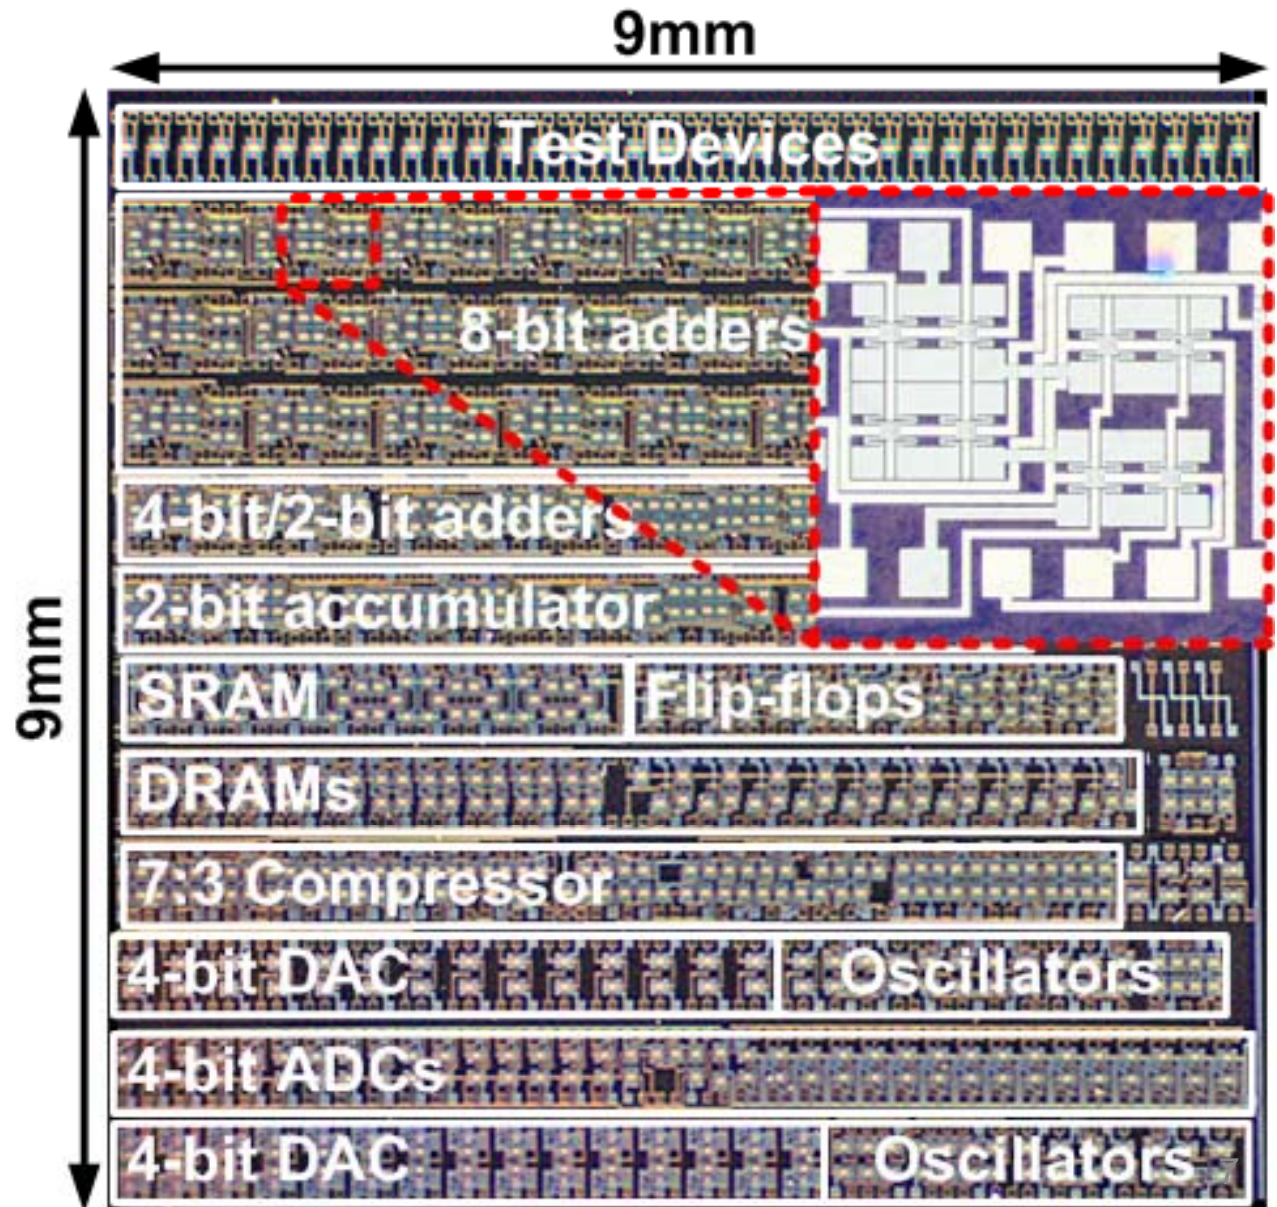 9mm
9mm
Test Devices
8-bit adders
4-bit/2-bit adders
2-bit accumulator
SRAM
Flip-flops
DRAMs
7:3 Compressor
4-bit DAC
Oscillators
4-bit ADCs
4-bit DAC
Oscillators